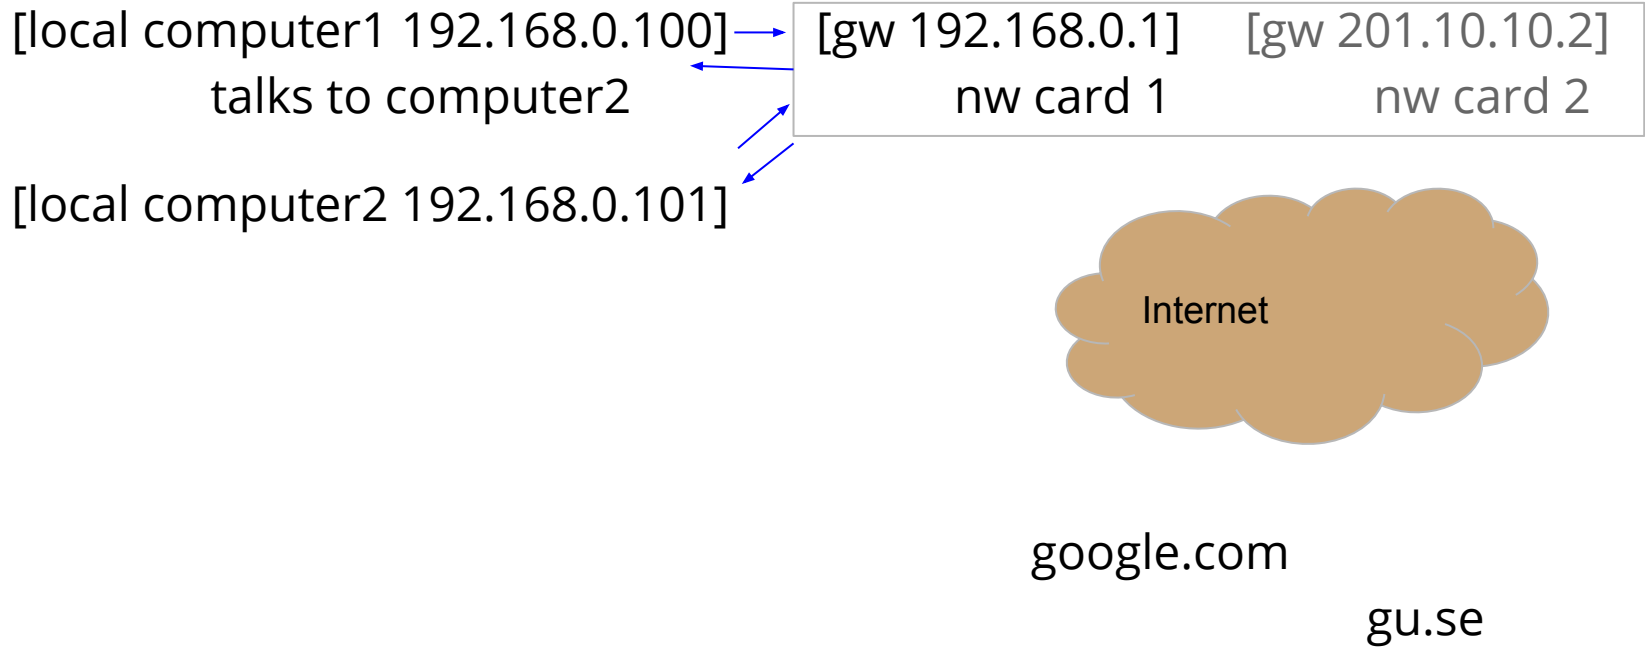 [local computer1 192.168.0.100] [gw 192.168.0.1] [gw 201.10.10.2]
talks to computer2 nw card 1 nw card 2
[local computer2 192.168.0.101]
Internet
google.com
gu.se